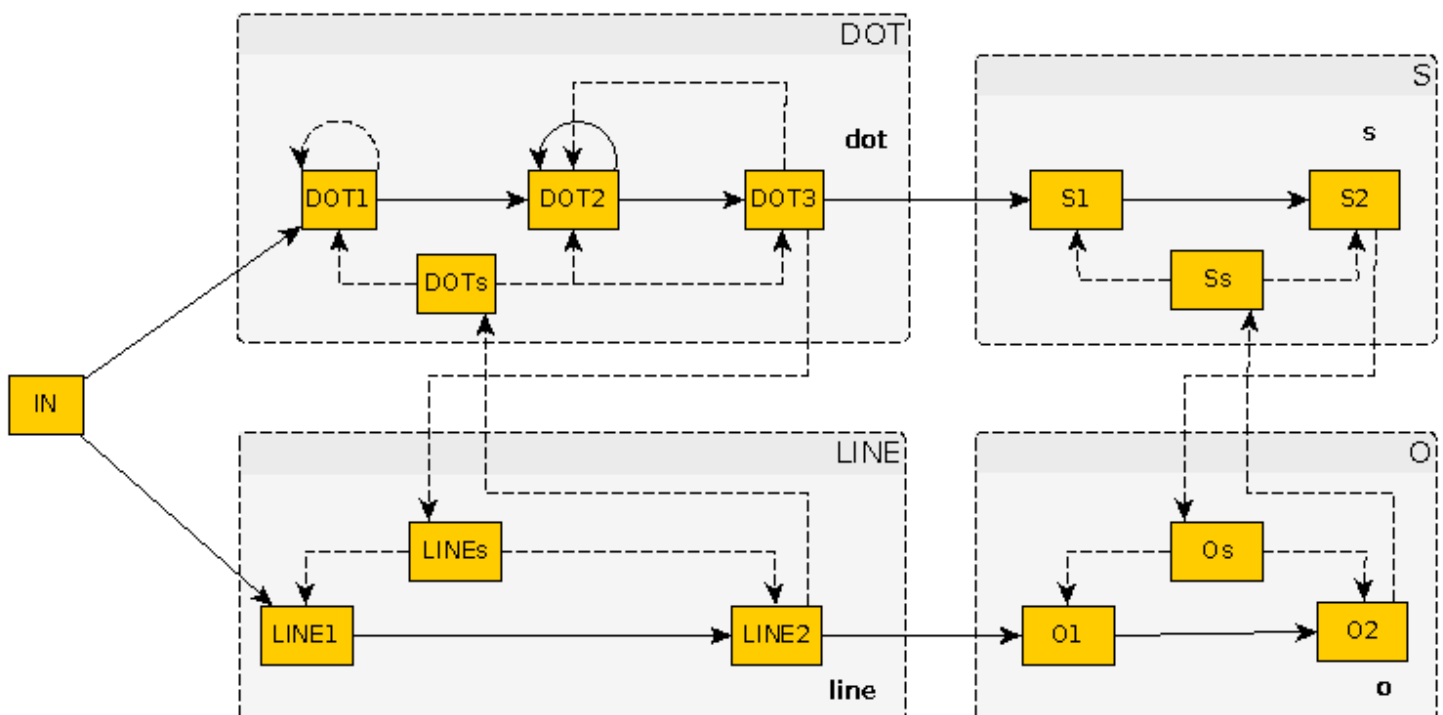 DOT
S
dot
s
DOT1
DOT2
DOT3
S1
S2
DOTs
Ss
IN
LINE
O
LINEs
Os
LINE1
LINE2
O1
O2
line
o